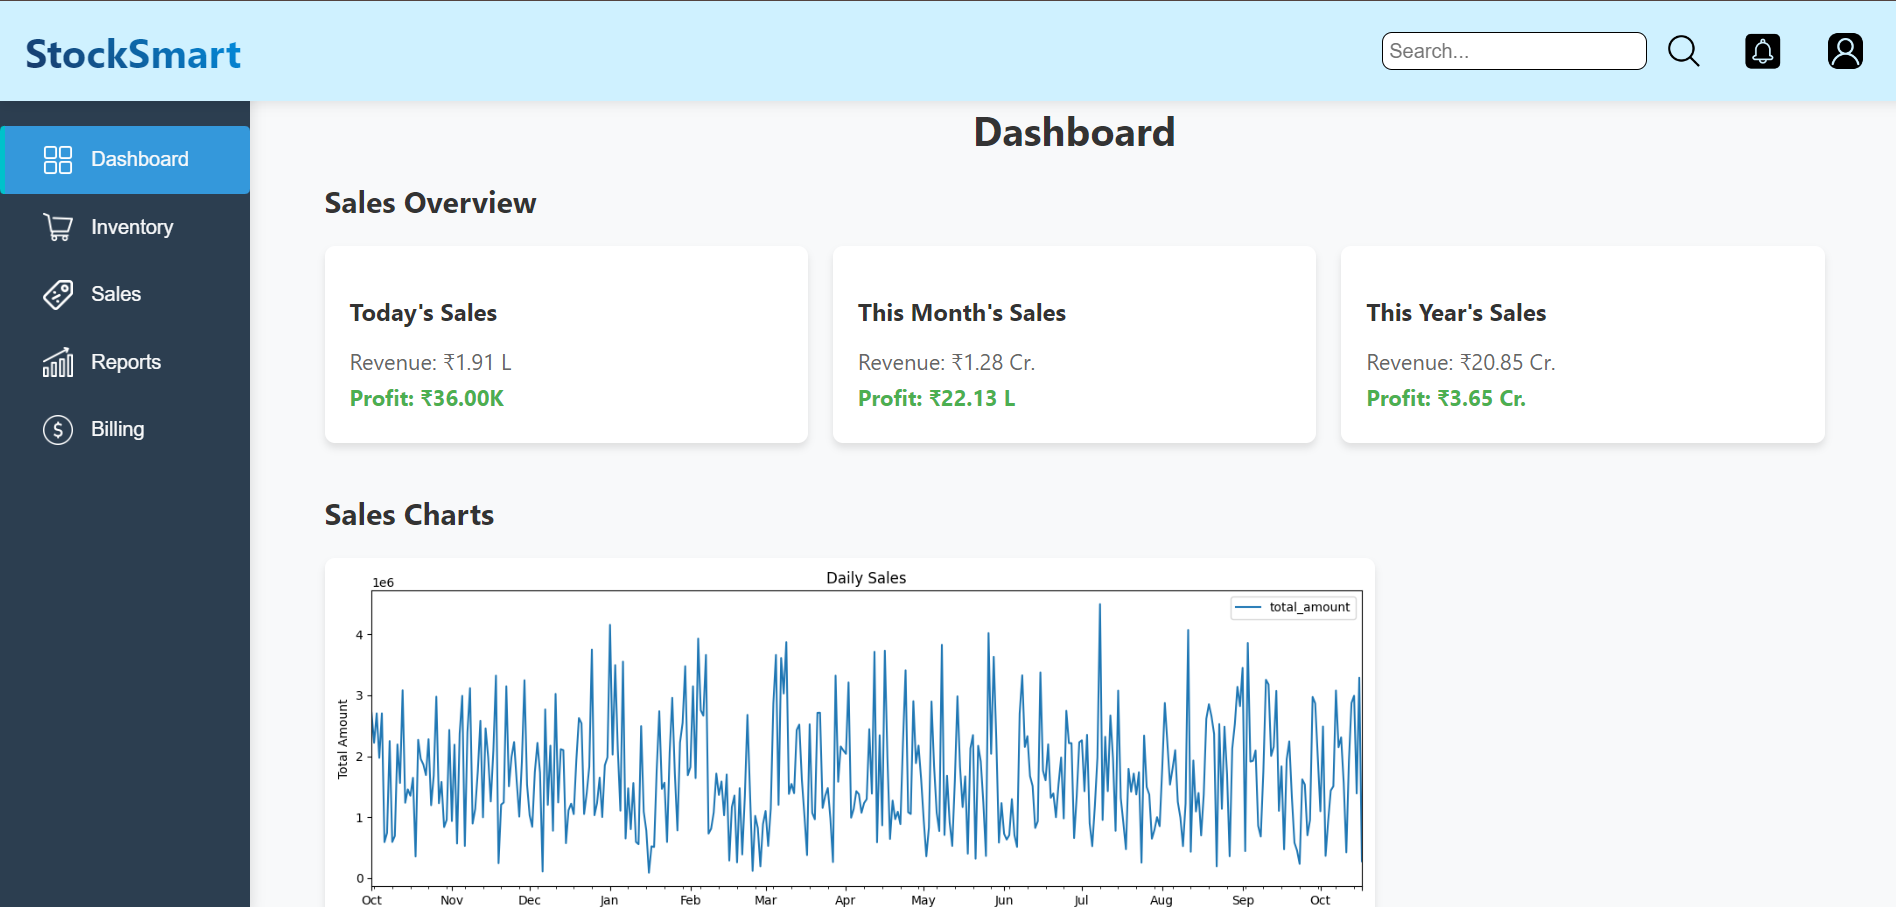 StockSmart
Search...
Dashboard
Inventory
Sales
Reports
Billing
Dashboard
Sales Overview
Today's Sales
Revenue: ₹1.91 L
Profit: ₹36.00K
This Month's Sales
Revenue: ₹1.28 Cr.
Profit: ₹22.13 L
This Year's Sales
Revenue: ₹20.85 Cr.
Profit: ₹3.65 Cr.
Sales Charts
Daily Sales
1e6
total_amount
Total Amount
4
3
2
1
0
Oct Nov Dec Jan Feb Mar Apr May Jun Jul Aug Sep Oct